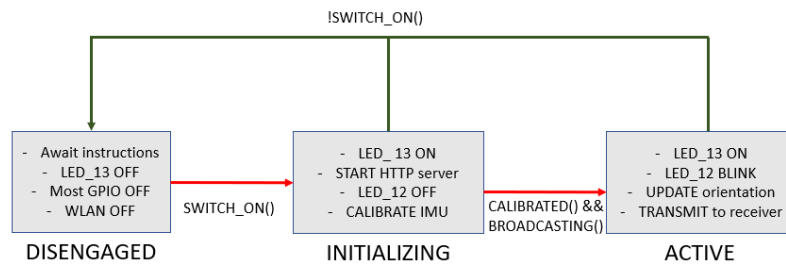 !SWITCH_ON()
- Await instructions
- LED_13 OFF
- Most GPIO OFF
- WLAN OFF
DISENGAGED
SWITCH_ON()
- LED_ 13 ON
- START HTTP server
- LED_12 OFF
- CALIBRATE IMU
INITIALIZING
CALIBRATED() &&
BROADCASTING()
- LED_13 ON
- LED_12 BLINK
- UPDATE orientation
- TRANSMIT to receiver
ACTIVE